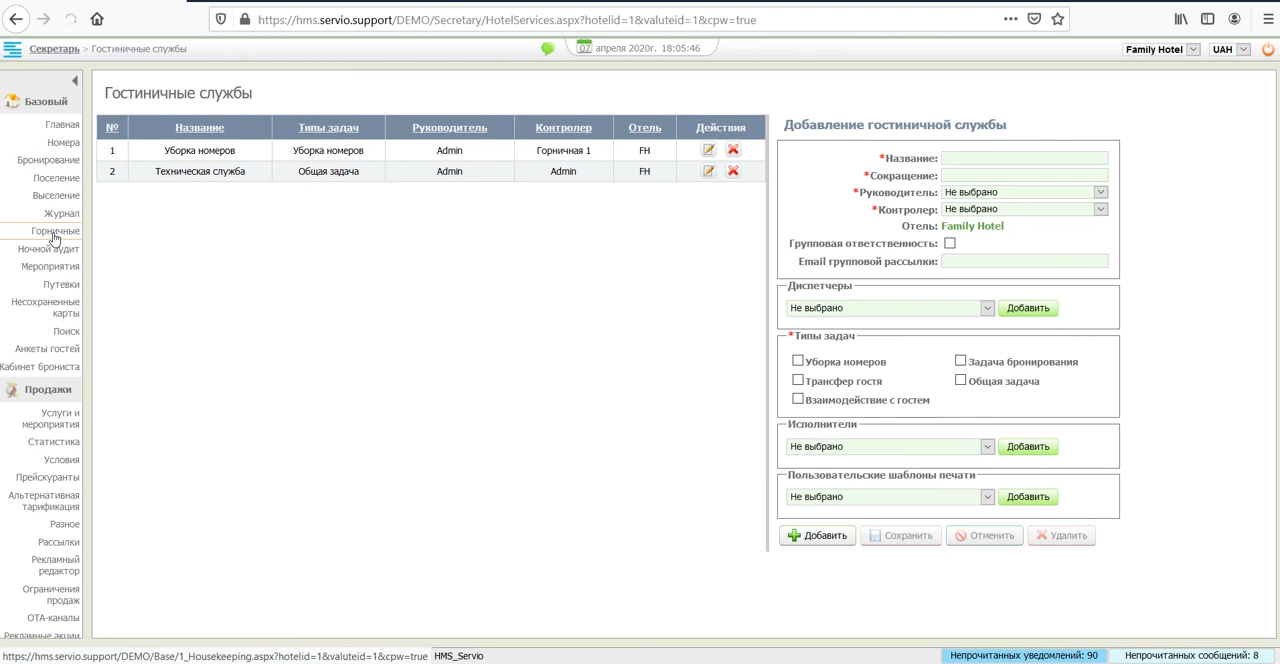 https://hms.servio.support/DEMO/Secretary/HotelServices.aspx?hotelid=1&valuteid=1&cpw=true
Секретарь > Гостиничные службы
07 апреля 2020г. 18:05:46
Family Hotel
UAH
Базовый
Главная
Номера
Бронирование
Поселение
Выселение
Журнал
Горничные
Ночной аудит
Мероприятия
Путевки
Несохраненные
карты
Поиск
Анкеты гостей
Кабинет брониста
Продажи
Услуги и
мероприятия
Статистика
Условия
Прейскуранты
Альтернативная
тарификация
Разное
Рассылки
Рекламный
редактор
Ограничения
продаж
ОТА-каналы
Рекламные акции
Гостиничные службы
№ Название Типы задач Руководитель Контролер Отель Действия
1 Уборка номеров Уборка номеров Admin Горничная 1 FH
2 Техническая служба Общая задача Admin Admin FH
Добавление гостиничной службы
*Название:
*Сокращение:
*Руководитель: Не выбрано
*Контролер: Не выбрано
Отель: Family Hotel
Групповая ответственность:
Email групповой рассылки:
Диспетчеры
Не выбрано Добавить
*Типы задач
Уборка номеров Задача бронирования
Трансфер гостя Общая задача
Взаимодействие с гостем
Исполнители
Не выбрано Добавить
Пользовательские шаблоны печати
Не выбрано Добавить
Добавить Сохранить Отменить Удалить
https://hms.servio.support/DEMO/Base/1_Housekeeping.aspx?hotelid=1&valuteid=1&cpw=true HMS_Servio
Непрочитанных уведомлений: 90 Непрочитанных сообщений: 8